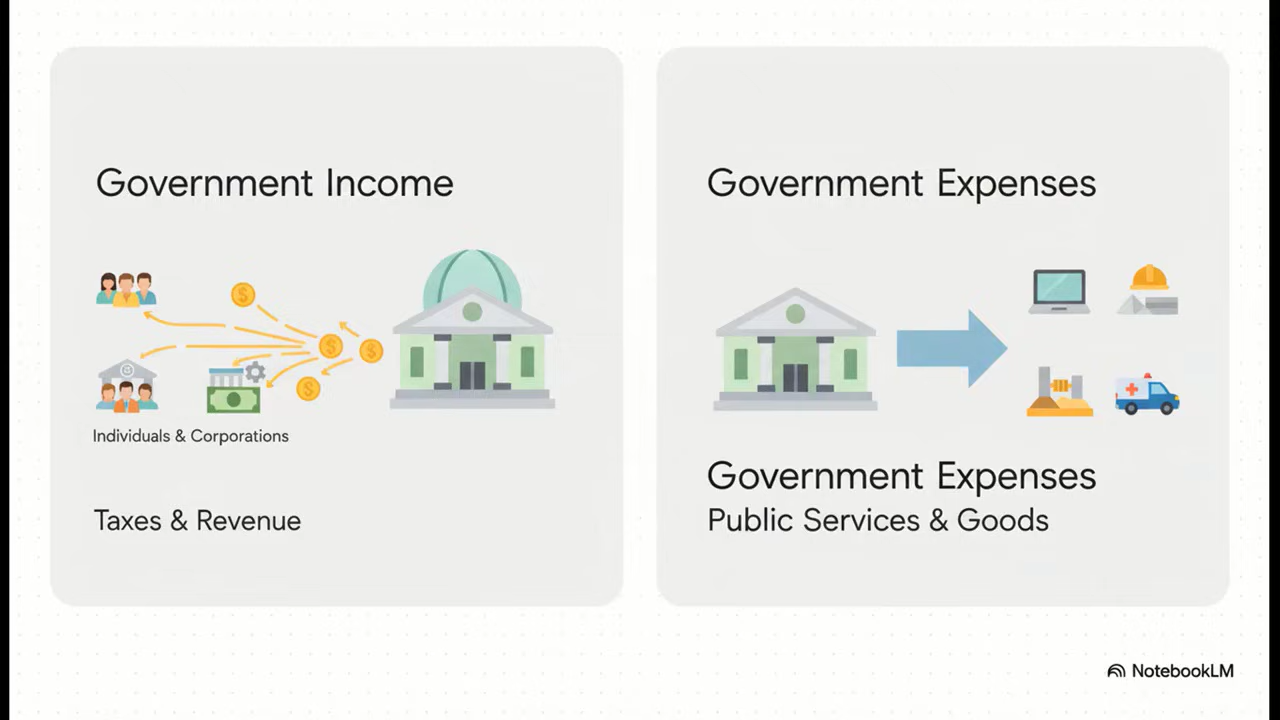 Government Income
Individuals & Corporations
Taxes & Revenue
Government Expenses
Government Expenses
Public Services & Goods
NotebookLM